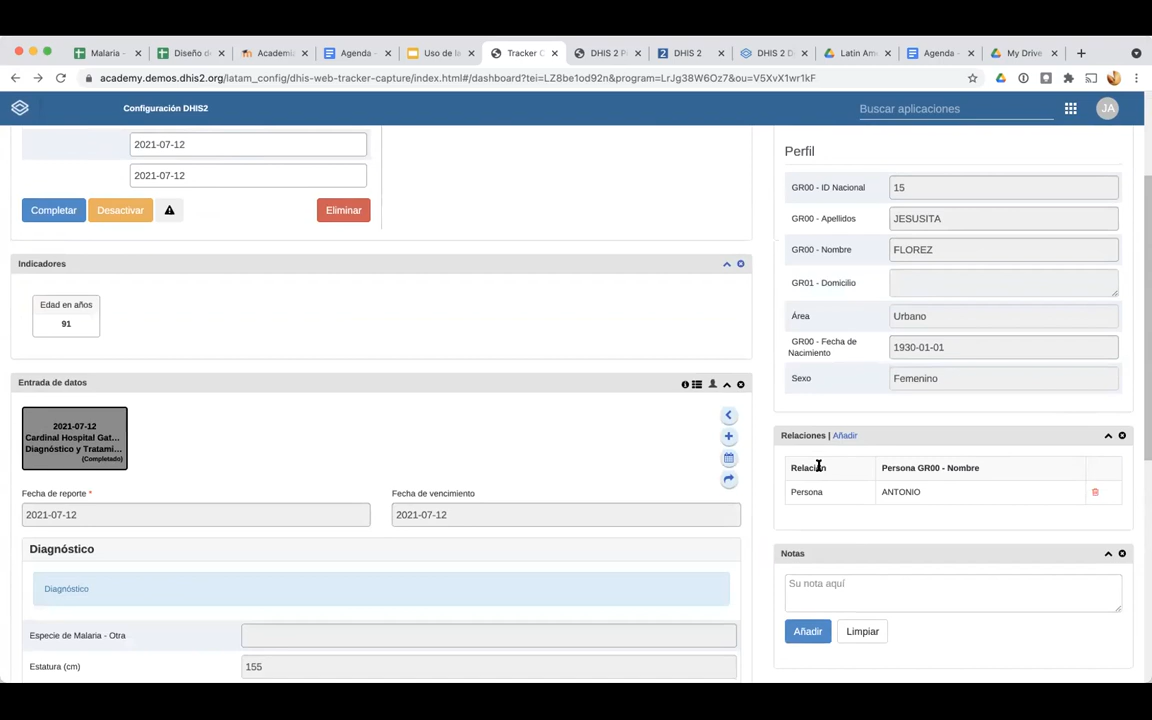 Malaria -
Diseño de
Academi
Agenda -
Uso de la
Tracker C
DHIS 2 P
DHIS 2
DHIS 2 D
Latin Am
Agenda -
My Drive
academy.demos.dhis2.org/latam_config/dhis-web-tracker-capture/index.html#/dashboard?tei=LZ8be1od92n&program=LrJg38W6Oz7&ou=V5XvX1wr1kF
Configuración DHIS2
Buscar aplicaciones
JA
2021-07-12
2021-07-12
Completar
Desactivar
Eliminar
Indicadores
Edad en años
91
Entrada de datos
2021-07-12
Cardinal Hospital Gat...
Diagnóstico y Tratami...
(Completado)
Fecha de reporte *
Fecha de vencimiento
2021-07-12
2021-07-12
Diagnóstico
Diagnóstico
Especie de Malaria - Otra
Estatura (cm)
155
Perfil
GR00 - ID Nacional
15
GR00 - Apellidos
JESUSITA
GR00 - Nombre
FLOREZ
GR01 - Domicilio
Área
Urbano
GR00 - Fecha de
Nacimiento
1930-01-01
Sexo
Femenino
Relaciones | Añadir
Relación
Persona GR00 - Nombre
Persona
ANTONIO
Notas
Su nota aquí
Añadir
Limpiar